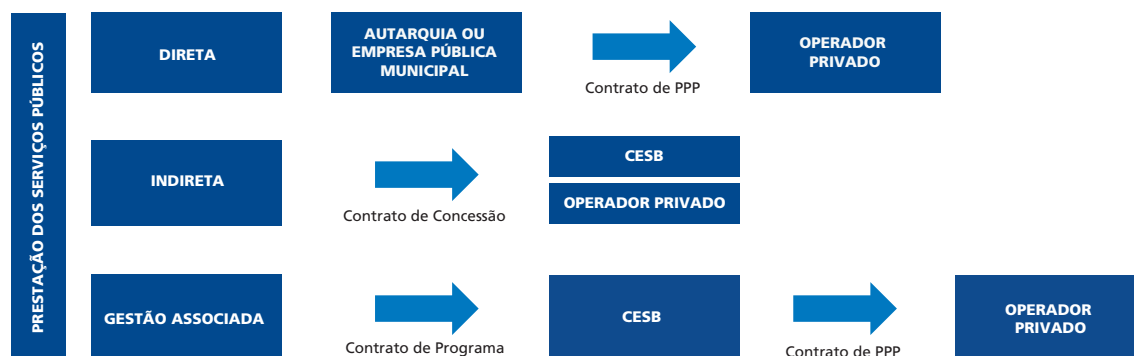 PRESTAÇÃO DOS SERVIÇOS PÚBLICOS
DIRETA
AUTARQUIA OU
EMPRESA PÚBLICA
MUNICIPAL
Contrato de PPP
OPERADOR
PRIVADO
INDIRETA
Contrato de Concessão
CESB
OPERADOR PRIVADO
GESTÃO ASSOCIADA
Contrato de Programa
CESB
Contrato de PPP
OPERADOR
PRIVADO